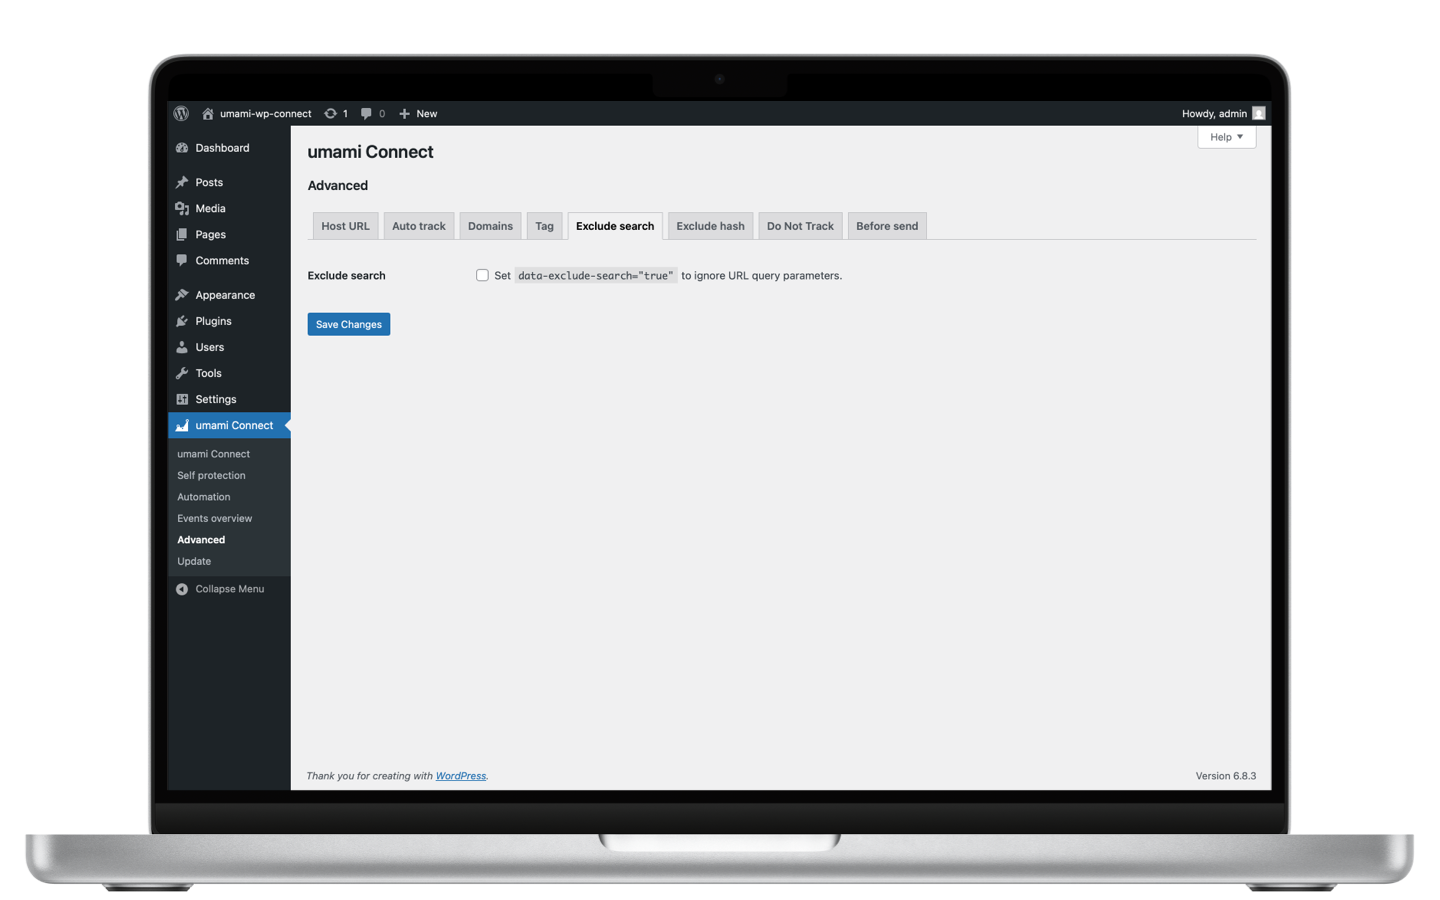 umami-wp-connect 1 0 New Howdy, admin
Help
Dashboard
Posts
Media
Pages
Comments
Appearance
Plugins
Users
Tools
Settings
umami Connect
umami Connect
Self protection
Automation
Events overview
Advanced
Update
Collapse Menu
umami Connect
Advanced
Host URL Auto track Domains Tag Exclude search Exclude hash Do Not Track Before send
Exclude search Set data-exclude-search="true" to ignore URL query parameters.
Save Changes
Thank you for creating with WordPress. Version 6.8.3